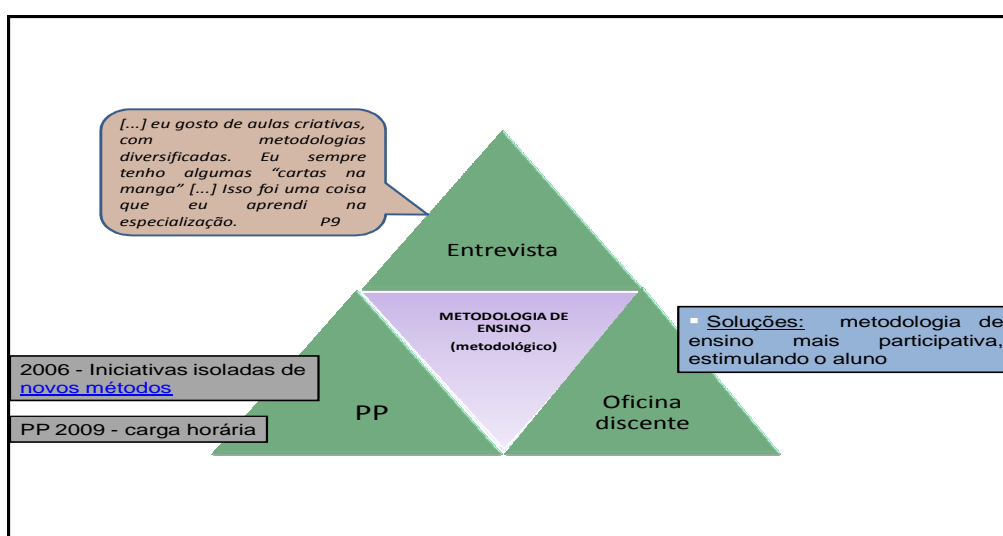 [...] eu gosto de aulas criativas,
com metodologias
diversificadas. Eu sempre
tenho algumas “cartas na
manga” [...] Isso foi uma coisa
que eu aprendi na
especialização. P9
Entrevista
METODOLOGIA DE
ENSINO
(metodológico)
▪ Soluções: metodologia de
ensino mais participativa,
estimulando o aluno
2006 - Iniciativas isoladas de
novos métodos
PP
PP 2009 - carga horária
Oficina
discente